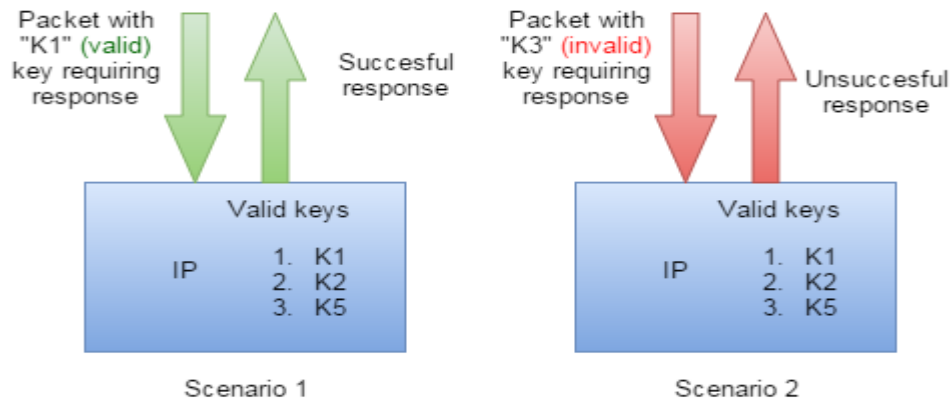 Packet with
"K1" (valid)
key requiring
response
Succesful
response
Valid keys
IP
1. K1
2. K2
3. K5
Scenario 1
Packet with
"K3" (invalid)
key requiring
response
Unsuccesful
response
Valid keys
IP
1. K1
2. K2
3. K5
Scenario 2